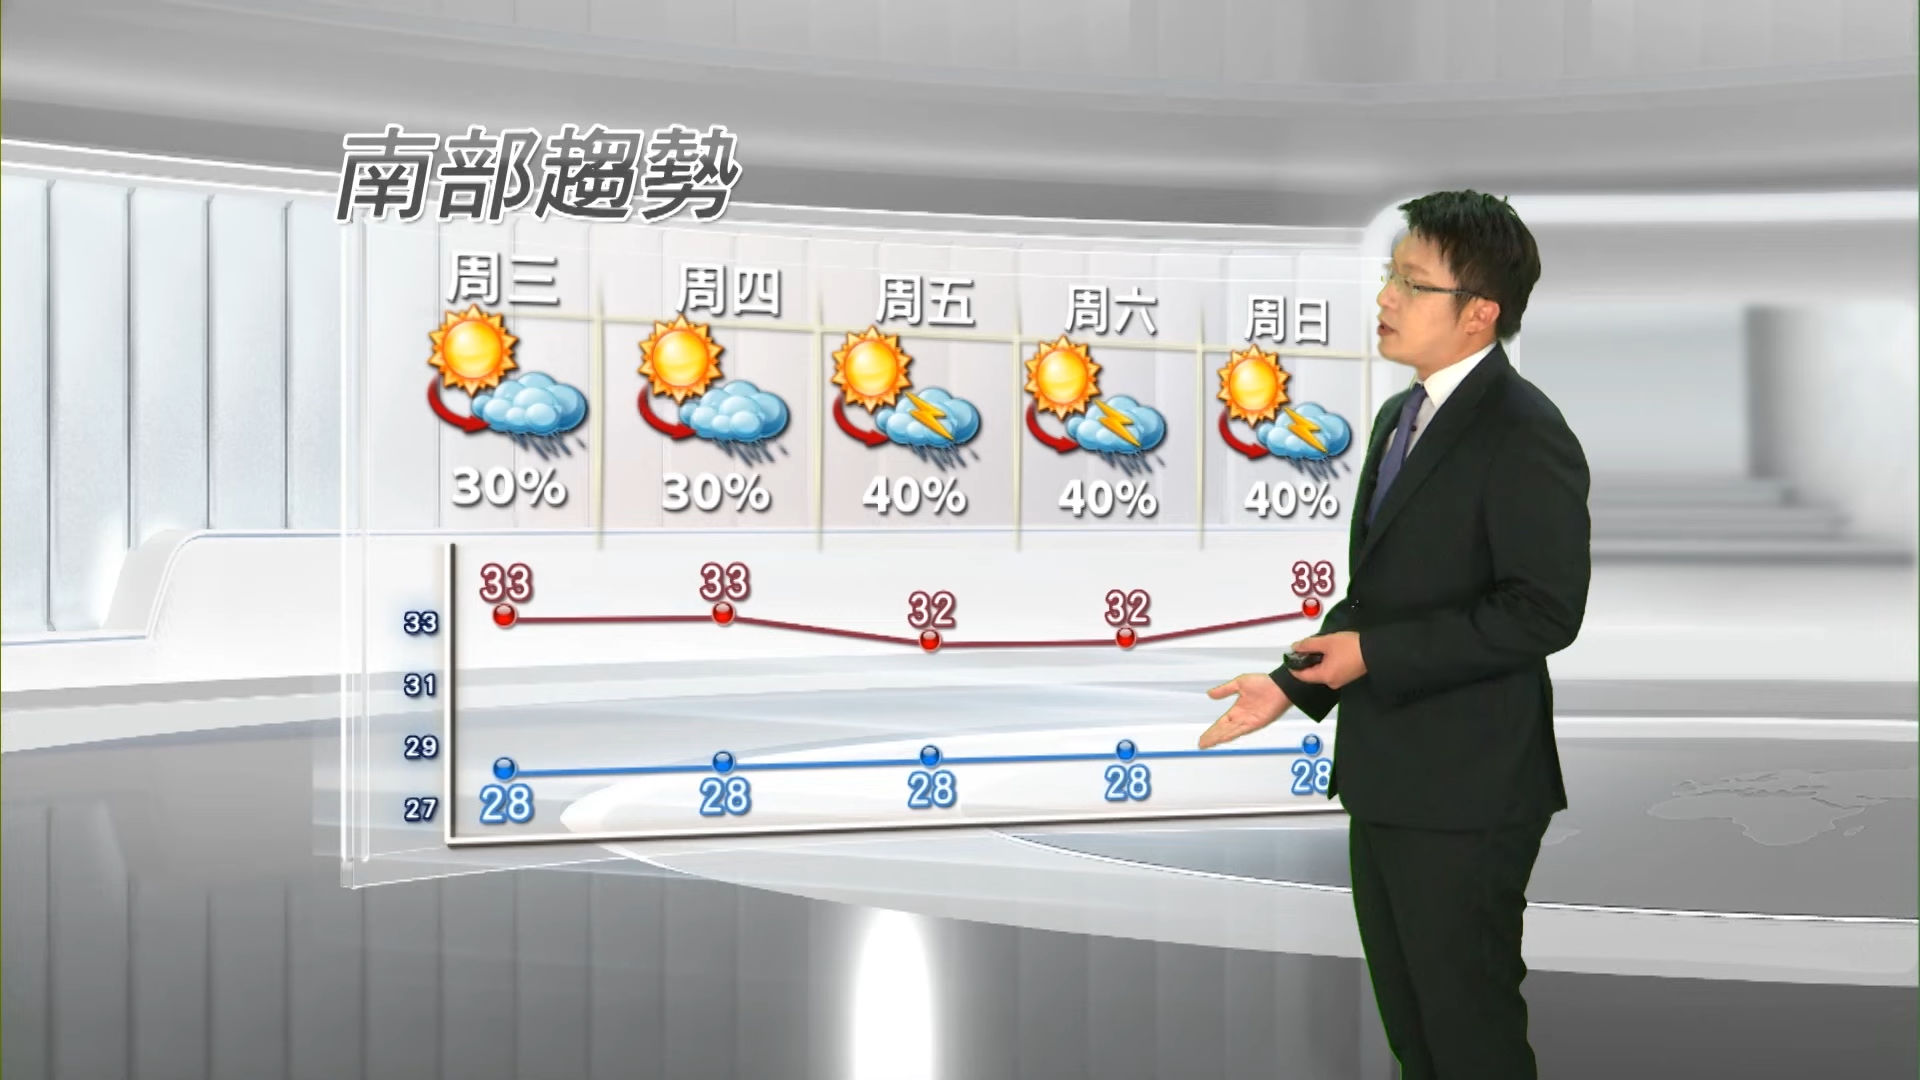 南部趨勢
周三 周四 周五 周六 周日
30% 30% 40% 40% 40%
33 33 32 32 33
33
31
29
27
28 28 28 28 28